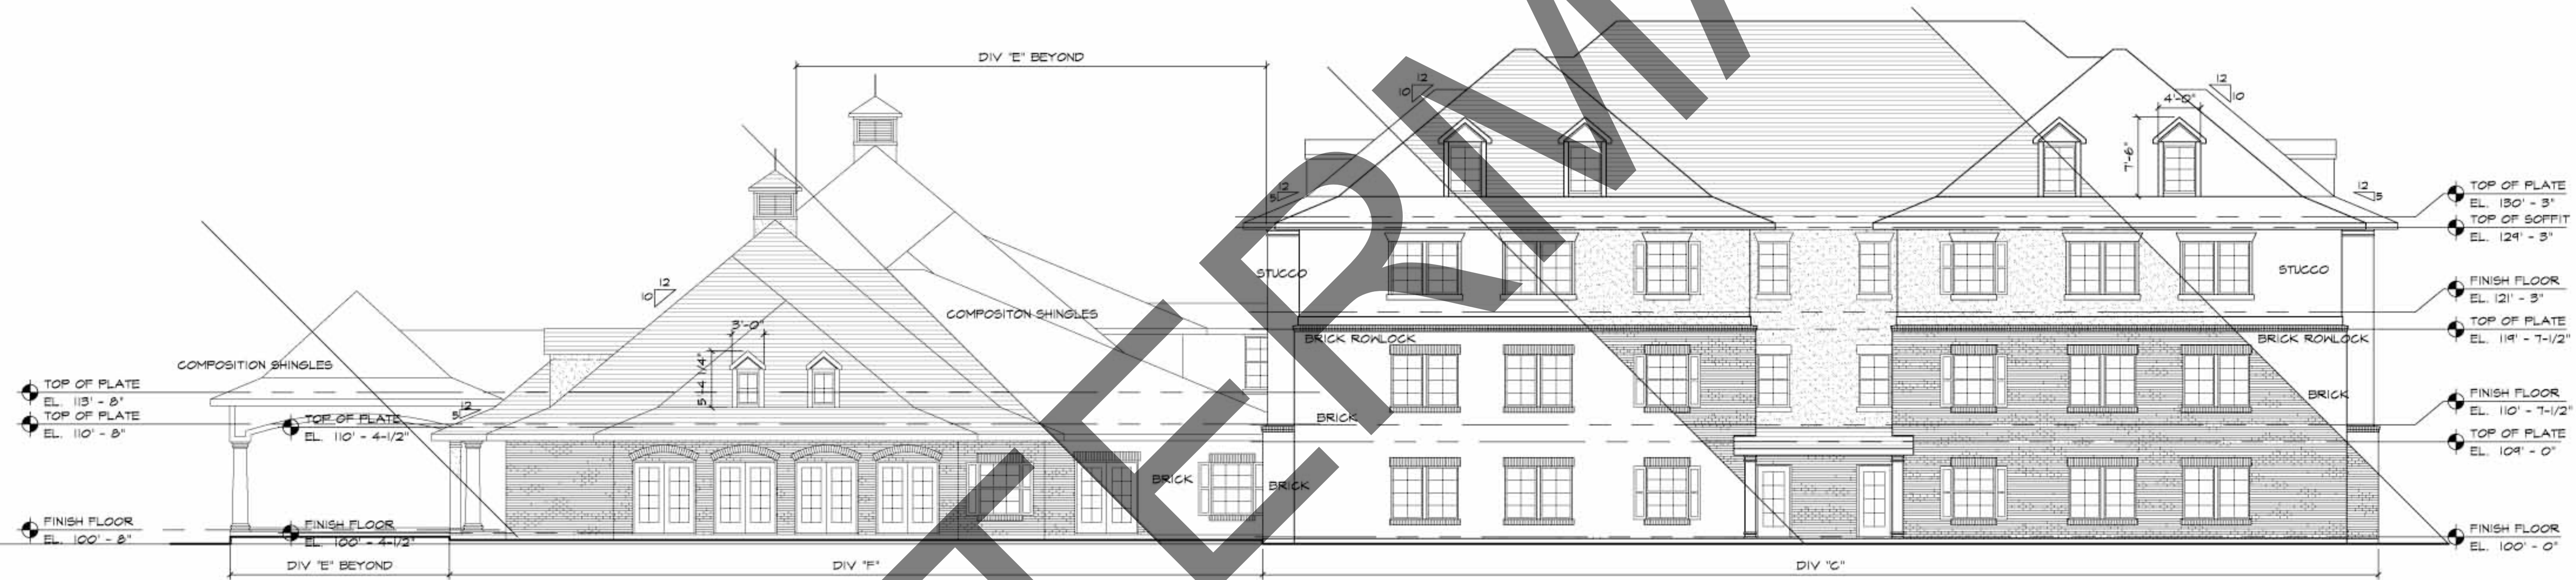 DIV "E" BEYOND
12
10
12
10
4'-0"
7'-6"
12
5
12
5
TOP OF PLATE
EL. 130' - 3"
TOP OF SOFFIT
EL. 129' - 3"
STUCCO
STUCCO
FINISH FLOOR
EL. 121' - 3"
12
10
COMPOSITON SHINGLES
3'-0"
5'-4 1/4"
TOP OF PLATE
EL. 119' - 7-1/2"
BRICK ROWLOCK
BRICK ROWLOCK
COMPOSITION SHINGLES
TOP OF PLATE
EL. 113' - 8"
TOP OF PLATE
EL. 110' - 8"
TOP OF PLATE
EL. 110' - 4-1/2"
12
5
BRICK
BRICK
FINISH FLOOR
EL. 110' - 7-1/2"
TOP OF PLATE
EL. 109' - 0"
BRICK
BRICK
FINISH FLOOR
EL. 100' - 8"
FINISH FLOOR
EL. 100' - 4-1/2"
FINISH FLOOR
EL. 100' - 0"
DIV "E" BEYOND
DIV "F"
DIV "C"
TERMA